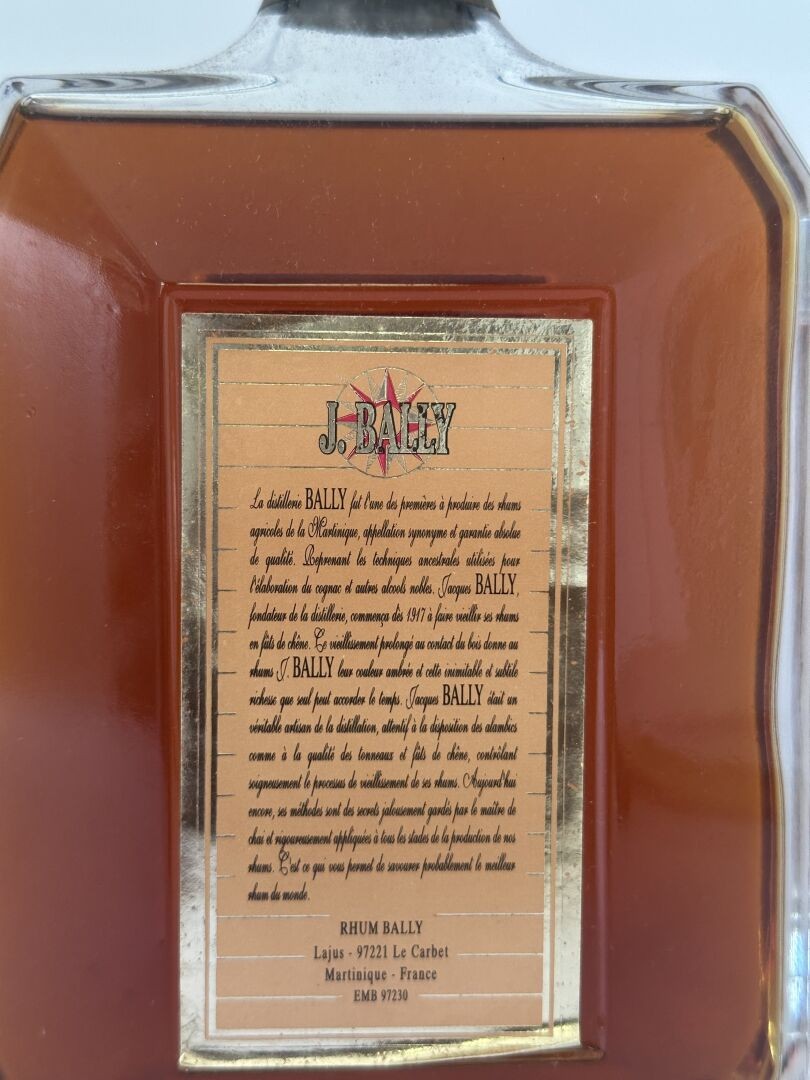 J. BALLY
La distillerie BALLY fut l'une des premières à produire des rhums
agricoles de la Martinique, appellation synonyme et garantie absolue
de qualité. Reprenant les techniques ancestrales utilisées pour
l'élaboration du cognac et autres alcools nobles. Jacques BALLY,
fondateur de la distillerie, commença dès 1917 à faire vieillir ses rhums
en fûts de chêne. Ce vieillissement prolongé au contact du bois donne au
rhums J. BALLY leur couleur ambrée et cette inimitable et subtile
richesse que seul peut accorder le temps. Jacques BALLY était un
véritable artisan de la distillation, attentif à la disposition des alambics
comme à la qualité des tonneaux et fûts de chêne, contrôlant
soigneusement le processus de vieillissement de ses rhums. Aujourd'hui
encore, ses méthodes sont des secrets jalousement gardés par le maître de
chai et rigoureusement appliquées à tous les stades de la production de nos
rhums. C'est ce qui vous permet de savourer probablement le meilleur
rhum du monde.
RHUM BALLY
Lajus - 97221 Le Carbet
Martinique - France
EMB 97230